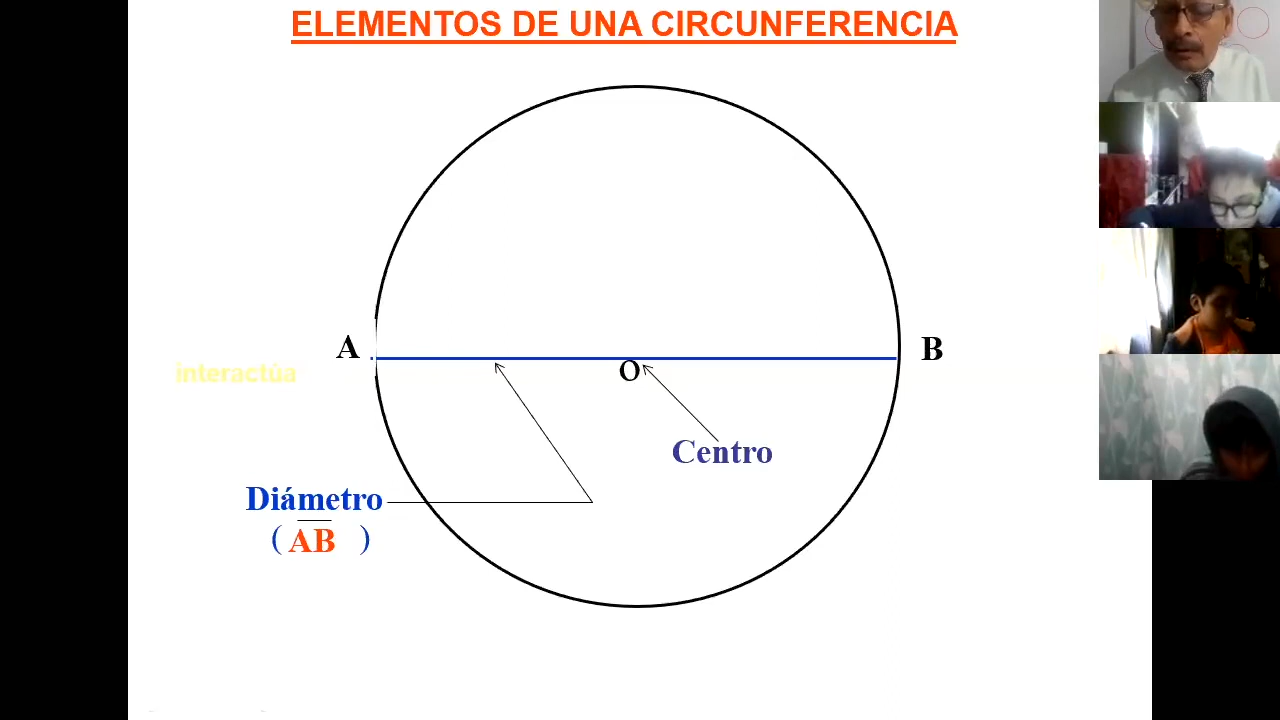 ELEMENTOS DE UNA CIRCUNFERENCIA
A
B
interactúa
O
Centro
Diámetro
( AB )